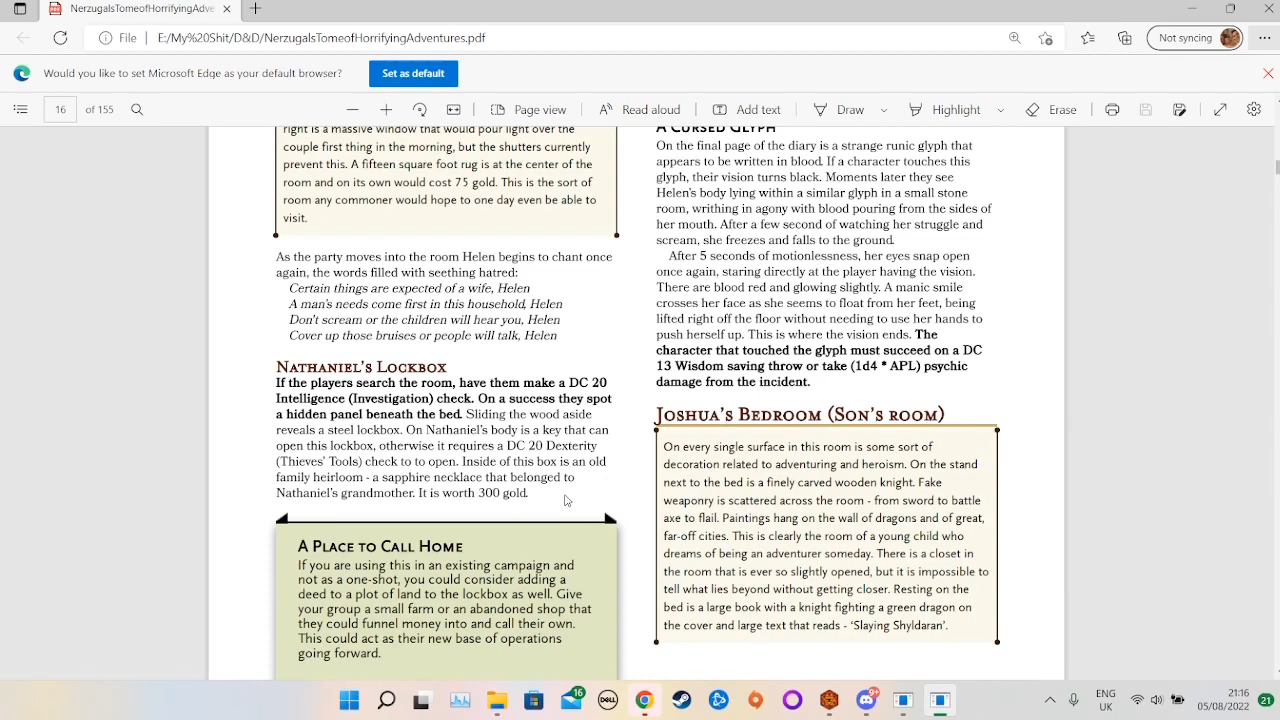 NerzugalsTomeofHorrifyingAdve
File
E:/My%20Shit/D&D/NerzugalsTomeofHorrifyingAdventures.pdf
Not syncing
Would you like to set Microsoft Edge as your default browser?
Set as default
16
of 155
Page view
Read aloud
Add text
Draw
Highlight
Erase
right is a massive window that would pour light over the
couple first thing in the morning, but the shutters currently
prevent this. A fifteen square foot rug is at the center of the
room and on its own would cost 75 gold. This is the sort of
room any commoner would hope to one day even be able to
visit.
As the party moves into the room Helen begins to chant once
again, the words filled with seething hatred:
Certain things are expected of a wife, Helen
A man's needs come first in this household, Helen
Don't scream or the children will hear you, Helen
Cover up those bruises or people will talk, Helen
Nathaniel's Lockbox
If the players search the room, have them make a DC 20
Intelligence (Investigation) check. On a success they spot
a hidden panel beneath the bed. Sliding the wood aside
reveals a steel lockbox. On Nathaniel's body is a key that can
open this lockbox, otherwise it requires a DC 20 Dexterity
(Thieves' Tools) check to to open. Inside of this box is an old
family heirloom - a sapphire necklace that belonged to
Nathaniel's grandmother. It is worth 300 gold.
A Place to Call Home
If you are using this in an existing campaign and
not as a one-shot, you could consider adding a
deed to a plot of land to the lockbox as well. Give
your group a small farm or an abandoned shop that
they could funnel money into and call their own.
This could act as their new base of operations
going forward.
A Cursed Glyph
On the final page of the diary is a strange runic glyph that
appears to be written in blood. If a character touches this
glyph, their vision turns black. Moments later they see
Helen's body lying within a similar glyph in a small stone
room, writhing in agony with blood pouring from the sides of
her mouth. After a few second of watching her struggle and
scream, she freezes and falls to the ground.
After 5 seconds of motionlessness, her eyes snap open
once again, staring directly at the player having the vision.
There are blood red and glowing slightly. A manic smile
crosses her face as she seems to float from her feet, being
lifted right off the floor without needing to use her hands to
push herself up. This is where the vision ends. The
character that touched the glyph must succeed on a DC
13 Wisdom saving throw or take (1d4 * APL) psychic
damage from the incident.
Joshua's Bedroom (Son's room)
On every single surface in this room is some sort of
decoration related to adventuring and heroism. On the stand
next to the bed is a finely carved wooden knight. Fake
weaponry is scattered across the room - from sword to battle
axe to flail. Paintings hang on the wall of dragons and of great,
far-off cities. This is clearly the room of a young child who
dreams of being an adventurer someday. There is a closet in
the room that is ever so slightly opened, but it is impossible to
tell what lies beyond without getting closer. Resting on the
bed is a large book with a knight fighting a green dragon on
the cover and large text that reads - 'Slaying Shyldaran'.
16
DELL
9+
ENG
UK
21:16
05/08/2022
21